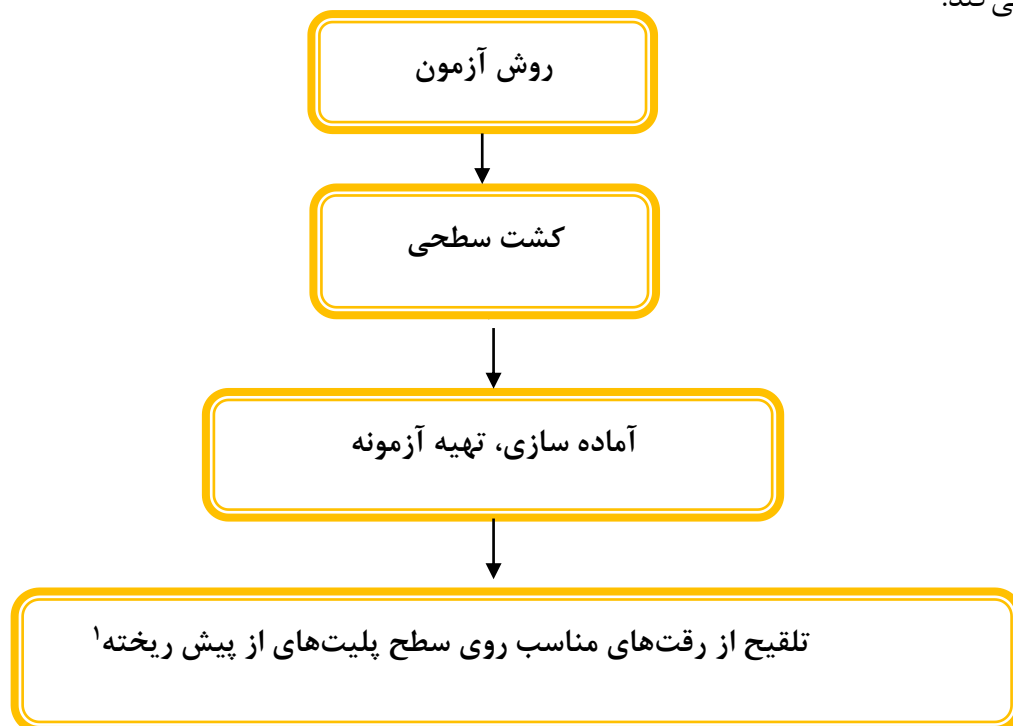 روش آزمون
کشت سطحی
آماده سازی، تهیه آزمونه
تلقیح از رقت‌های مناسب روی سطح پلیت‌های از پیش ریخته۱